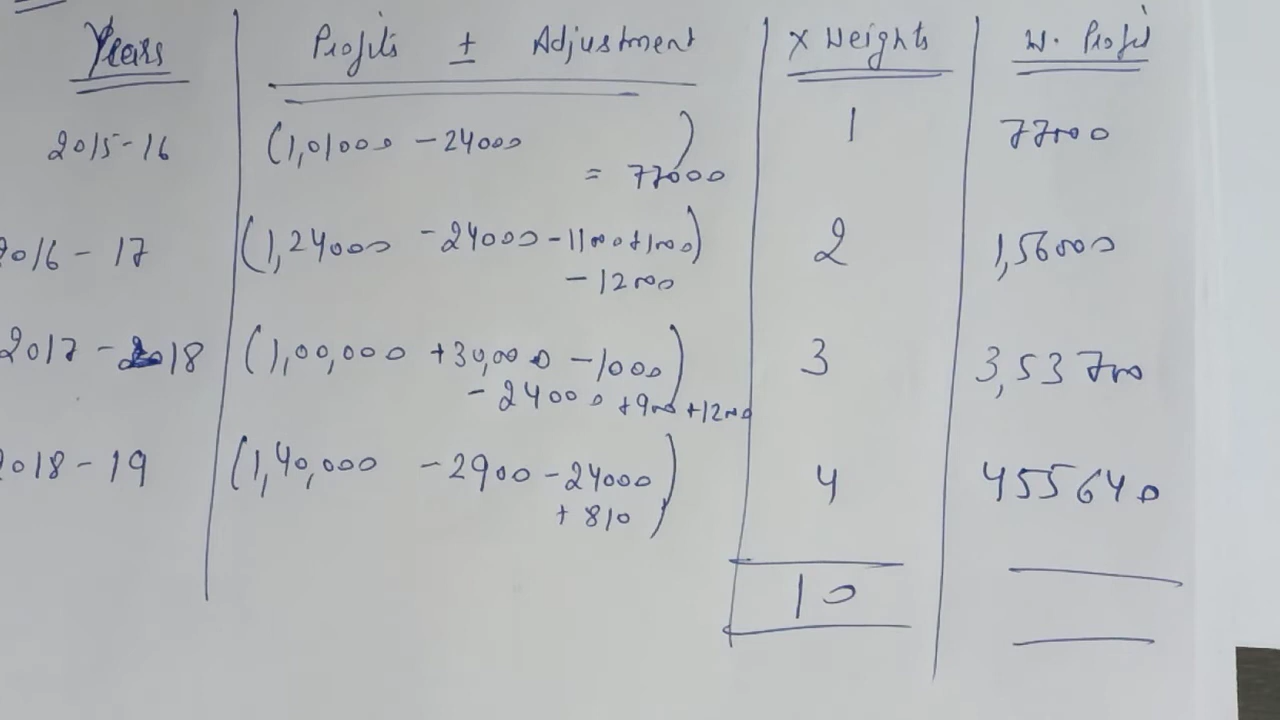 Years Profits ± Adjustment x Weights W. Profit
2015-16 (1,01000 - 24000 ) 1 77000
= 77000
2016 - 17 (1,24000 - 24000 - 11000 + 1000) 2 1,56000
- 12000
2017 - 2018 (1,00,000 + 30,000 - 1000) 3 3,53700
- 24000 + 900 + 12000
2018 - 19 (1,40,000 - 2900 - 24000 ) 4 455640
+ 810
10